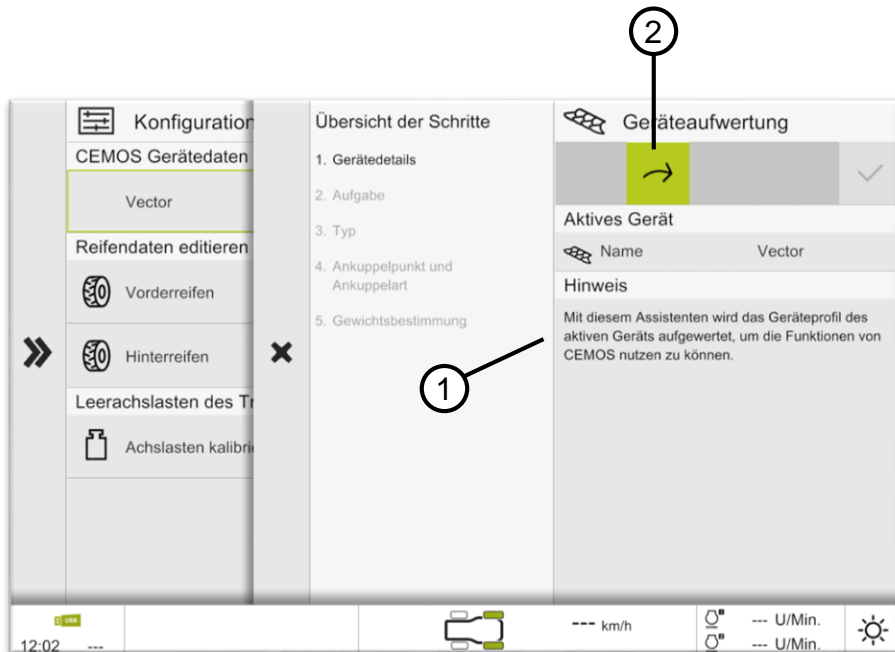 2
Konfiguration
CEMOS Gerätedaten
Vector
Reifendaten editieren
Vorderreifen
Hinterreifen
Leerachslasten des Tr
Achslasten kalibrie
Übersicht der Schritte
1. Gerätedetails
2. Aufgabe
3. Typ
4. Ankuppelpunkt und
Ankuppelart
5. Gewichtsbestimmung
1
Geräteaufwertung
Aktives Gerät
Name Vector
Hinweis
Mit diesem Assistenten wird das Geräteprofil des
aktiven Geräts aufgewertet, um die Funktionen von
CEMOS nutzen zu können.
USB
12:02 ---
--- km/h
--- U/Min.
--- U/Min.